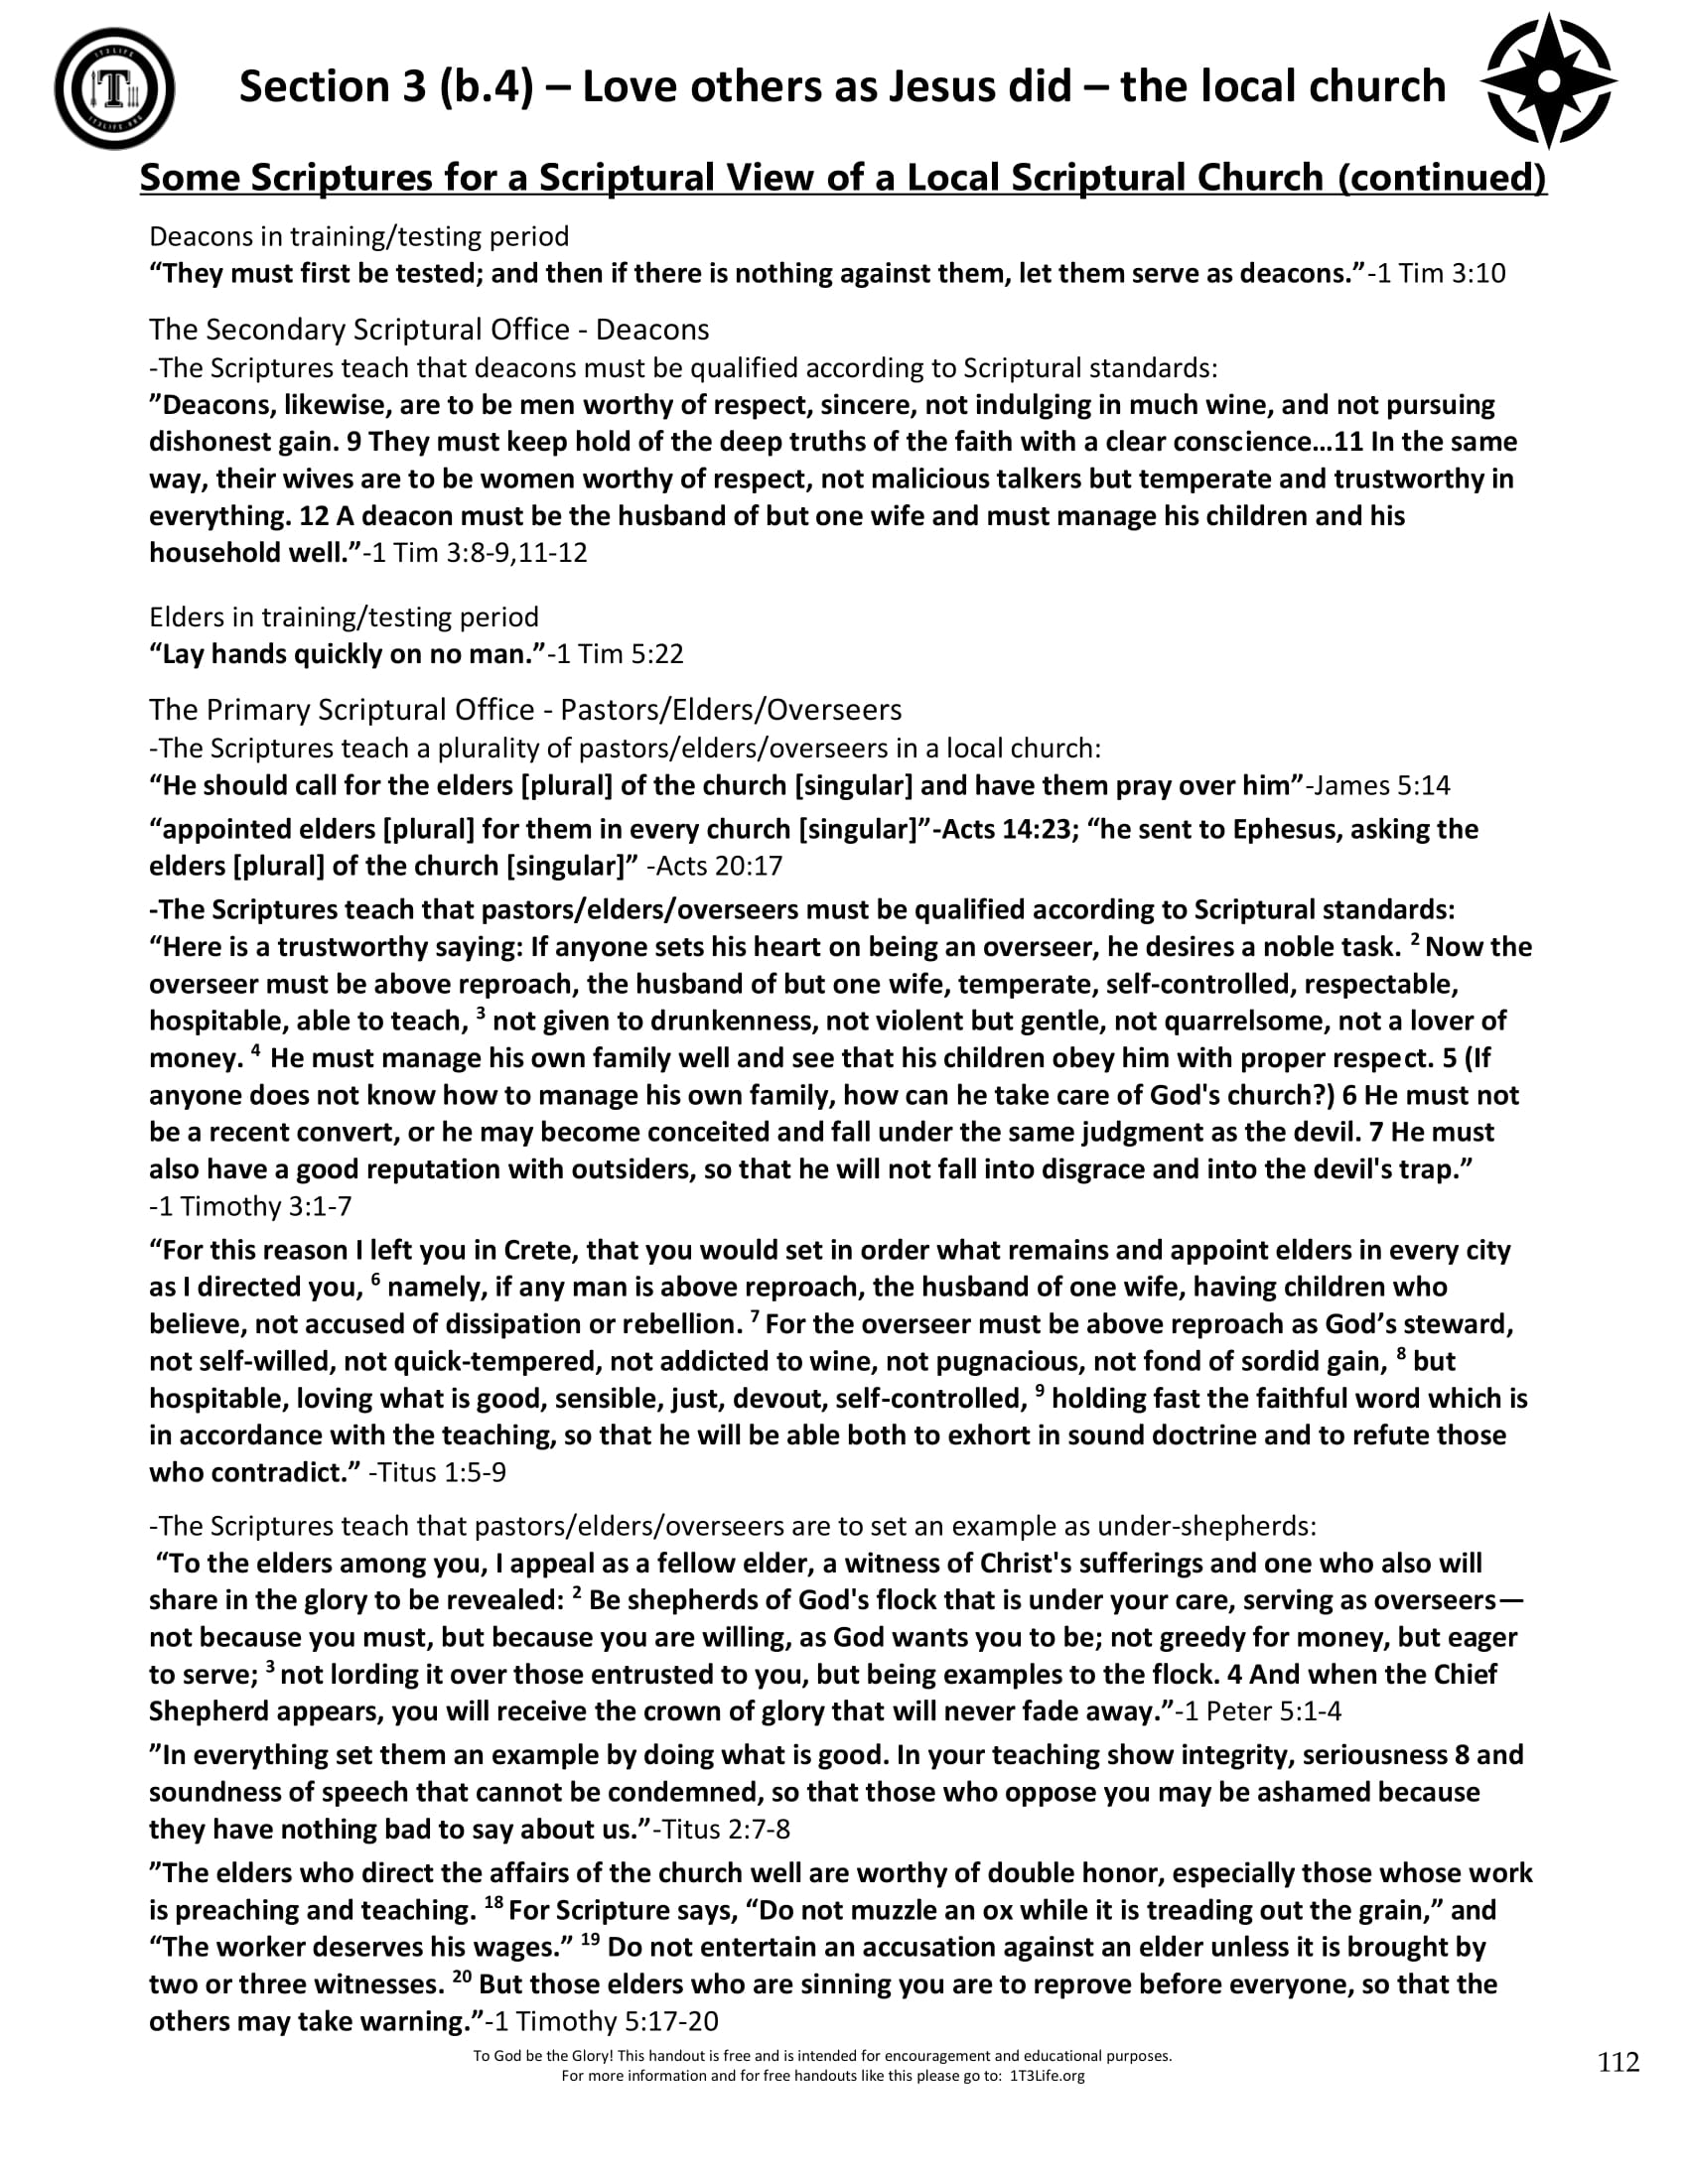 1T3LIFE
T
1T3LIFE.ORG
Section 3 (b.4) – Love others as Jesus did – the local church
Some Scriptures for a Scriptural View of a Local Scriptural Church (continued)
Deacons in training/testing period
“They must first be tested; and then if there is nothing against them, let them serve as deacons.”-1 Tim 3:10
The Secondary Scriptural Office - Deacons
-The Scriptures teach that deacons must be qualified according to Scriptural standards:
”Deacons, likewise, are to be men worthy of respect, sincere, not indulging in much wine, and not pursuing
dishonest gain. 9 They must keep hold of the deep truths of the faith with a clear conscience…11 In the same
way, their wives are to be women worthy of respect, not malicious talkers but temperate and trustworthy in
everything. 12 A deacon must be the husband of but one wife and must manage his children and his
household well.”-1 Tim 3:8-9,11-12
Elders in training/testing period
“Lay hands quickly on no man.”-1 Tim 5:22
The Primary Scriptural Office - Pastors/Elders/Overseers
-The Scriptures teach a plurality of pastors/elders/overseers in a local church:
“He should call for the elders [plural] of the church [singular] and have them pray over him”-James 5:14
“appointed elders [plural] for them in every church [singular]”-Acts 14:23; “he sent to Ephesus, asking the
elders [plural] of the church [singular]” -Acts 20:17
-The Scriptures teach that pastors/elders/overseers must be qualified according to Scriptural standards:
“Here is a trustworthy saying: If anyone sets his heart on being an overseer, he desires a noble task. 2 Now the
overseer must be above reproach, the husband of but one wife, temperate, self-controlled, respectable,
hospitable, able to teach, 3 not given to drunkenness, not violent but gentle, not quarrelsome, not a lover of
money. 4 He must manage his own family well and see that his children obey him with proper respect. 5 (If
anyone does not know how to manage his own family, how can he take care of God's church?) 6 He must not
be a recent convert, or he may become conceited and fall under the same judgment as the devil. 7 He must
also have a good reputation with outsiders, so that he will not fall into disgrace and into the devil's trap.”
-1 Timothy 3:1-7
“For this reason I left you in Crete, that you would set in order what remains and appoint elders in every city
as I directed you, 6 namely, if any man is above reproach, the husband of one wife, having children who
believe, not accused of dissipation or rebellion. 7 For the overseer must be above reproach as God’s steward,
not self-willed, not quick-tempered, not addicted to wine, not pugnacious, not fond of sordid gain, 8 but
hospitable, loving what is good, sensible, just, devout, self-controlled, 9 holding fast the faithful word which is
in accordance with the teaching, so that he will be able both to exhort in sound doctrine and to refute those
who contradict.” -Titus 1:5-9
-The Scriptures teach that pastors/elders/overseers are to set an example as under-shepherds:
“To the elders among you, I appeal as a fellow elder, a witness of Christ's sufferings and one who also will
share in the glory to be revealed: 2 Be shepherds of God's flock that is under your care, serving as overseers—
not because you must, but because you are willing, as God wants you to be; not greedy for money, but eager
to serve; 3 not lording it over those entrusted to you, but being examples to the flock. 4 And when the Chief
Shepherd appears, you will receive the crown of glory that will never fade away.”-1 Peter 5:1-4
”In everything set them an example by doing what is good. In your teaching show integrity, seriousness 8 and
soundness of speech that cannot be condemned, so that those who oppose you may be ashamed because
they have nothing bad to say about us.”-Titus 2:7-8
”The elders who direct the affairs of the church well are worthy of double honor, especially those whose work
is preaching and teaching. 18 For Scripture says, “Do not muzzle an ox while it is treading out the grain,” and
“The worker deserves his wages.” 19 Do not entertain an accusation against an elder unless it is brought by
two or three witnesses. 20 But those elders who are sinning you are to reprove before everyone, so that the
others may take warning.”-1 Timothy 5:17-20
To God be the Glory! This handout is free and is intended for encouragement and educational purposes.
For more information and for free handouts like this please go to: 1T3Life.org
112